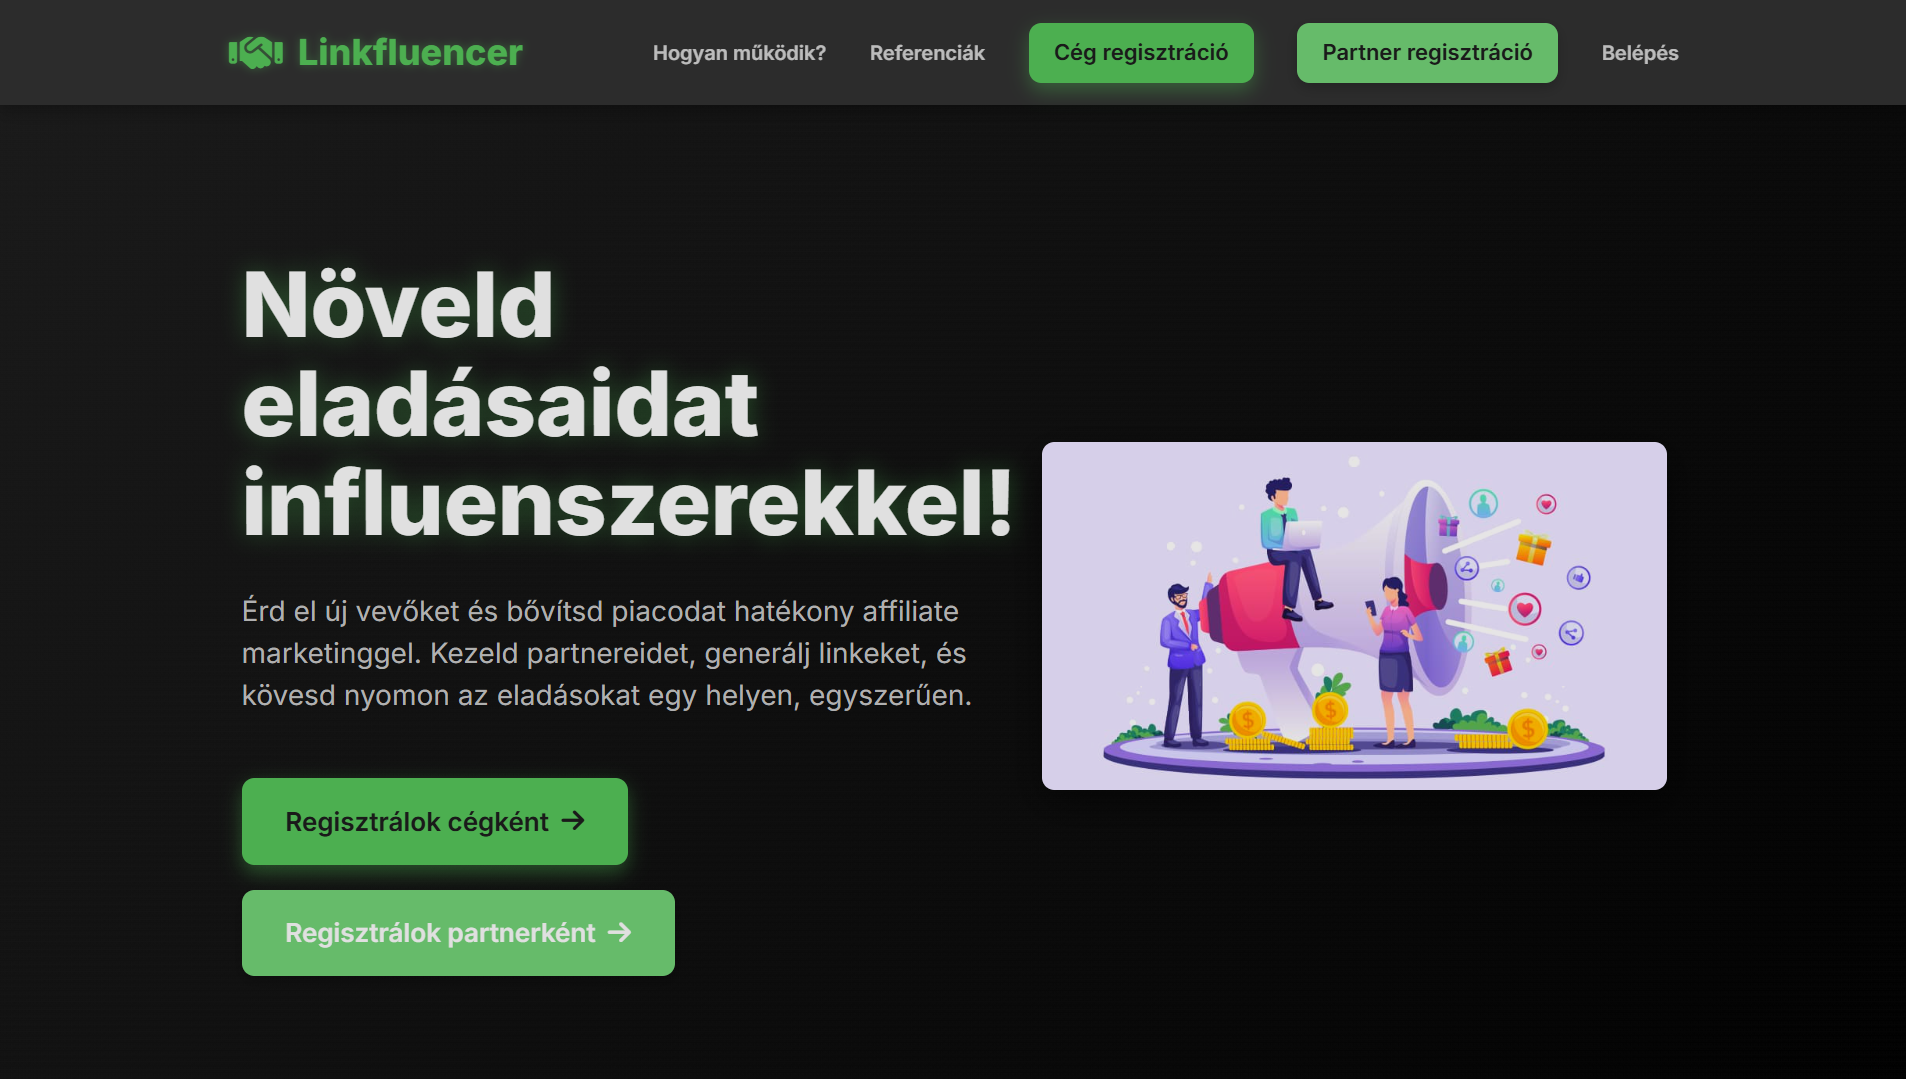 Linkfluencer
Hogyan működik?
Referenciák
Cég regisztráció
Partner regisztráció
Belépés
Növeld
eladásaidat
influenszerekkel!
Érd el új vevőket és bővítsd piacodat hatékony affiliate
marketinggel. Kezeld partnereidet, generálj linkeket, és
kövesd nyomon az eladásokat egy helyen, egyszerűen.
Regisztrálok cégként →
Regisztrálok partnerként →